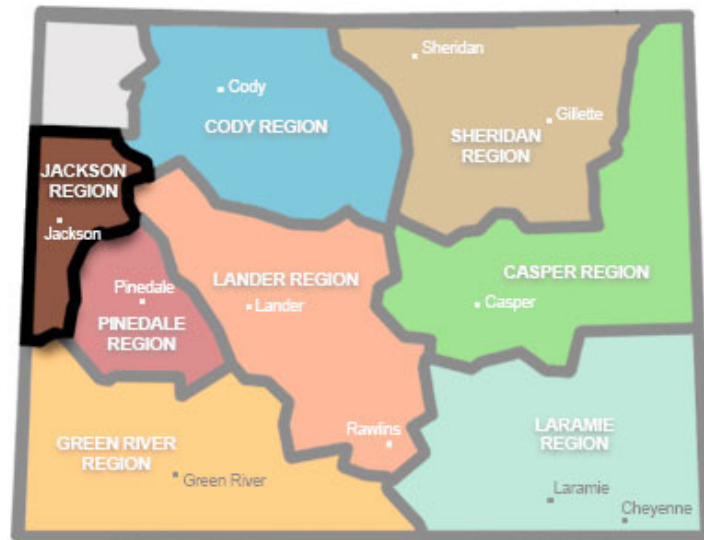 Sheridan
Cody
Gillette
CODY REGION
SHERIDAN
REGION
JACKSON
REGION
Jackson
LANDER REGION
CASPER REGION
Pinedale
Lander
Casper
PINEDALE
REGION
Rawlins
LARAMIE
REGION
GREEN RIVER
REGION
Green River
Laramie
Cheyenne